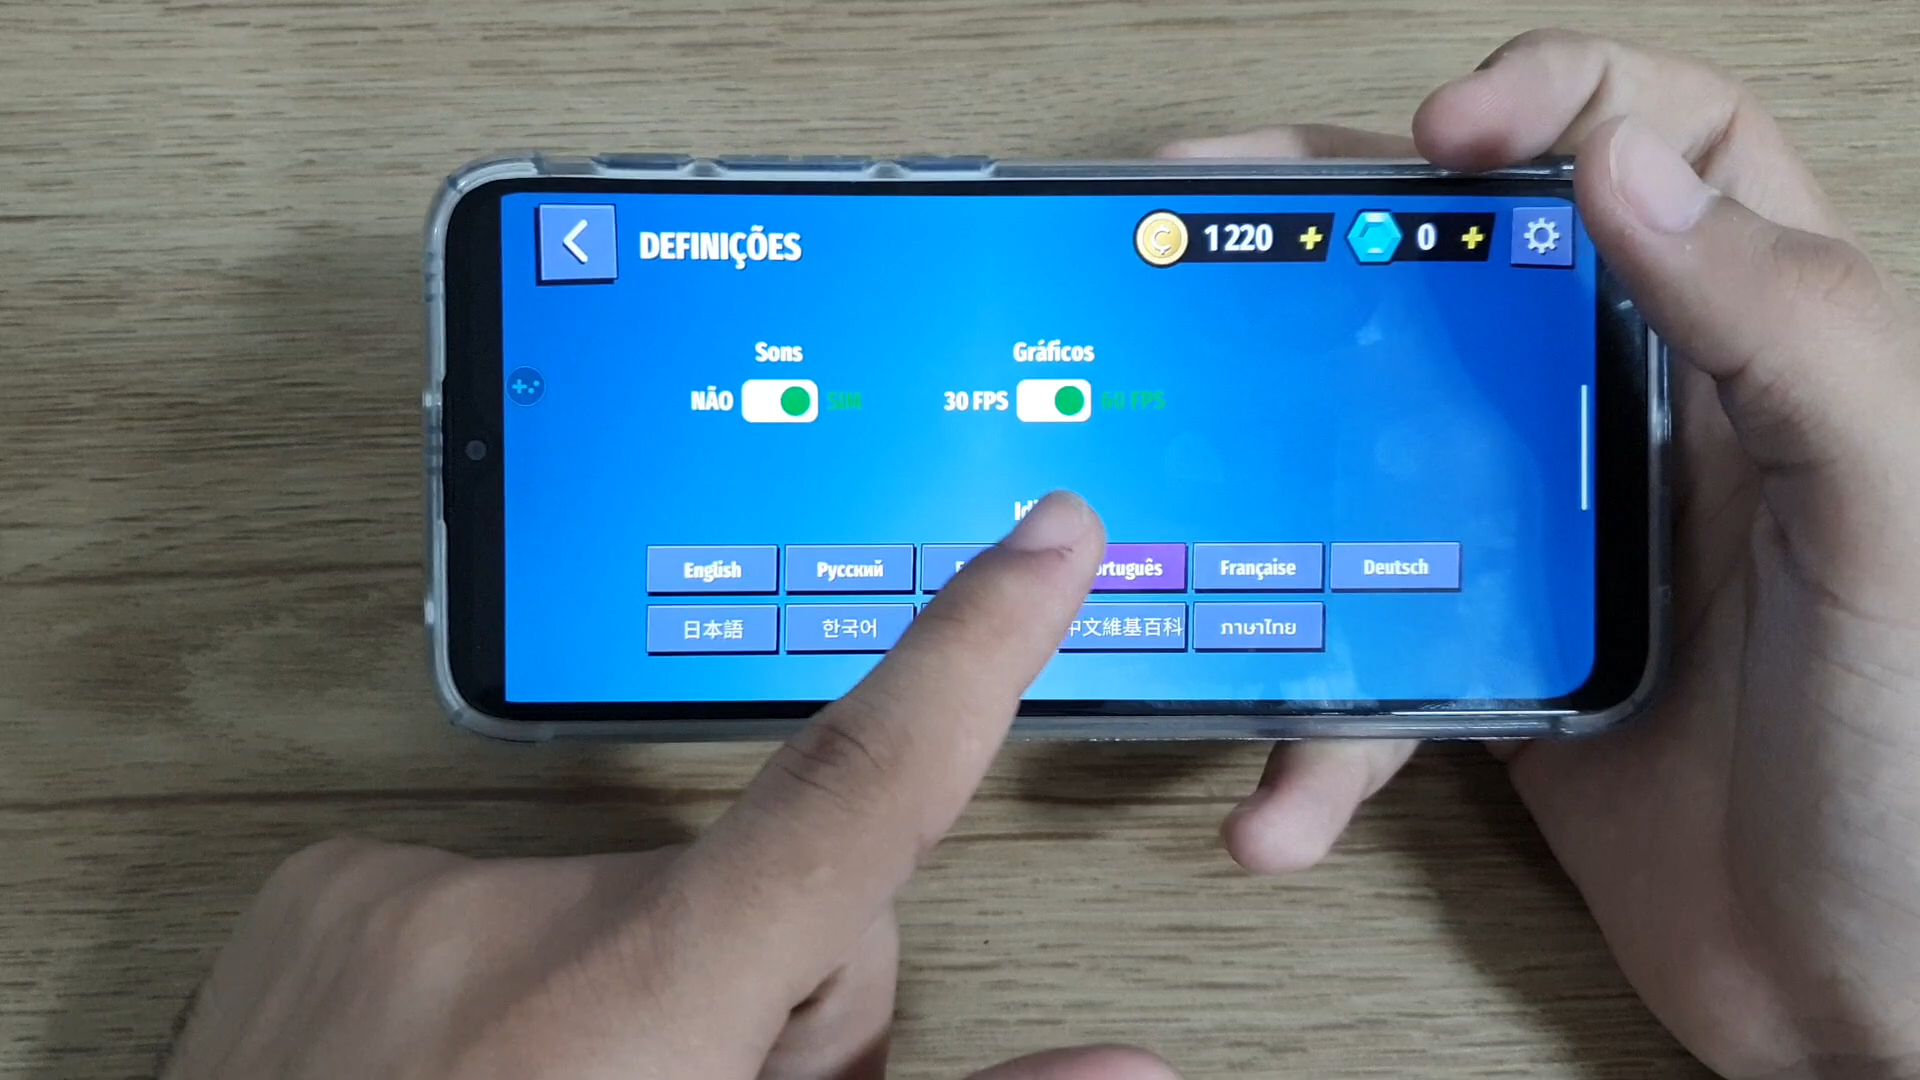 DEFINIÇÕES
1220
0
Sons
Gráficos
NÃO SIM
30 FPS 60 FPS
English Русский Française Deutsch
日本語 한국어 中文維基百科 ภาษาไทย